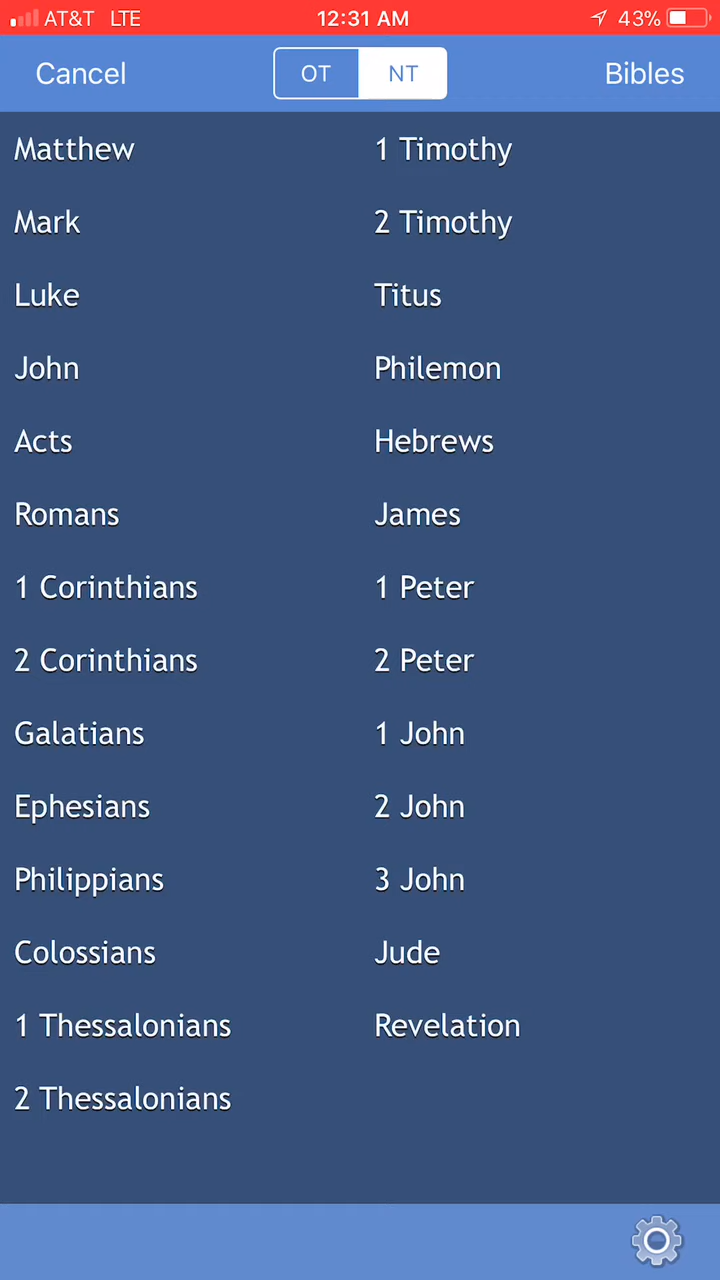 AT&T LTE 12:31 AM 43%
Cancel OT NT Bibles
Matthew
Mark
Luke
John
Acts
Romans
1 Corinthians
2 Corinthians
Galatians
Ephesians
Philippians
Colossians
1 Thessalonians
2 Thessalonians
1 Timothy
2 Timothy
Titus
Philemon
Hebrews
James
1 Peter
2 Peter
1 John
2 John
3 John
Jude
Revelation